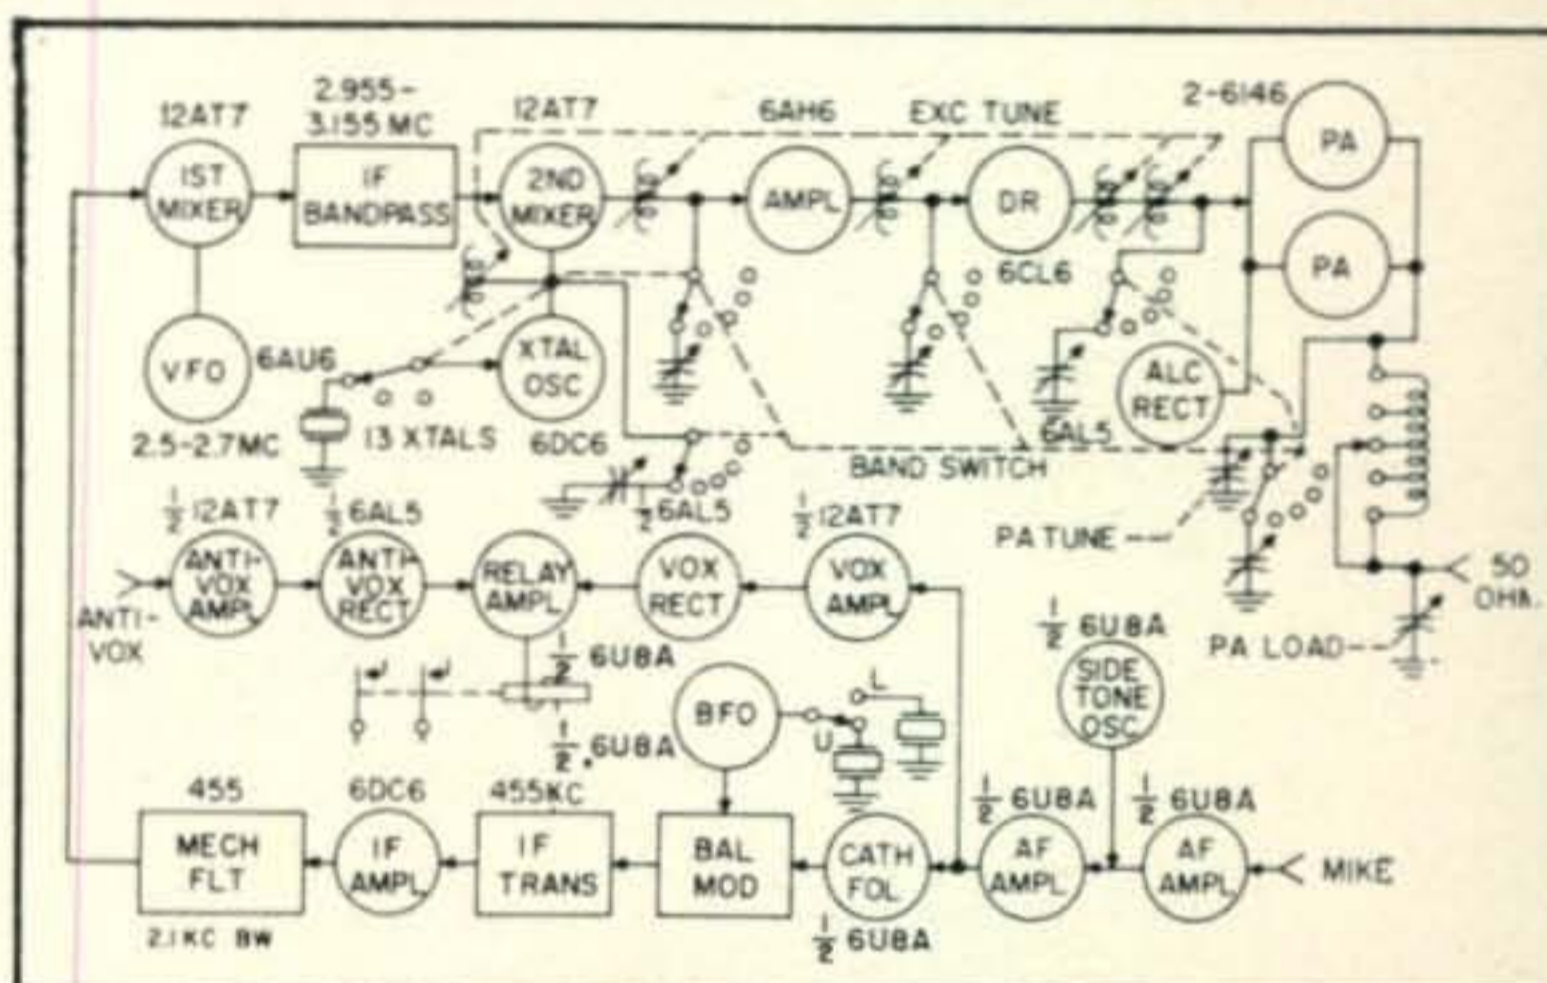 12AT7
1ST MIXER
2.955-
3.155 MC
IF BANDPASS
12AT7
2ND MIXER
6AH6
AMPL
EXC TUNE
DR
6CL6
2-6146
PA
PA
VFO
6AU6
2.5-2.7MC
13 XTALS
XTAL OSC
6DC6
ALC RECT
6AL5
BAND SWITCH
PA TUNE
50
PA LOAD
ANTI-
VOX
1/2 12AT7
ANTI-
VOX
AMPL
1/2 6AL5
ANTI-
VOX
RECT
RELAY
AMPL
1/2 6U8A
1/2 6AL5
VOX
RECT
1/2 12AT7
VOX
AMPL
1/2 6U8A
SIDE
TONE
OSC
BFO
1/2 6U8A
L
U
455
MECH
FLT
2.1 KC BW
6DC6
IF
AMPL
455KC
IF
TRANS
BAL
MOD
CATH
FOL
1/2 6U8A
1/2 6U8A
AF
AMPL
1/2 6U8A
AF
AMPL
MIKE